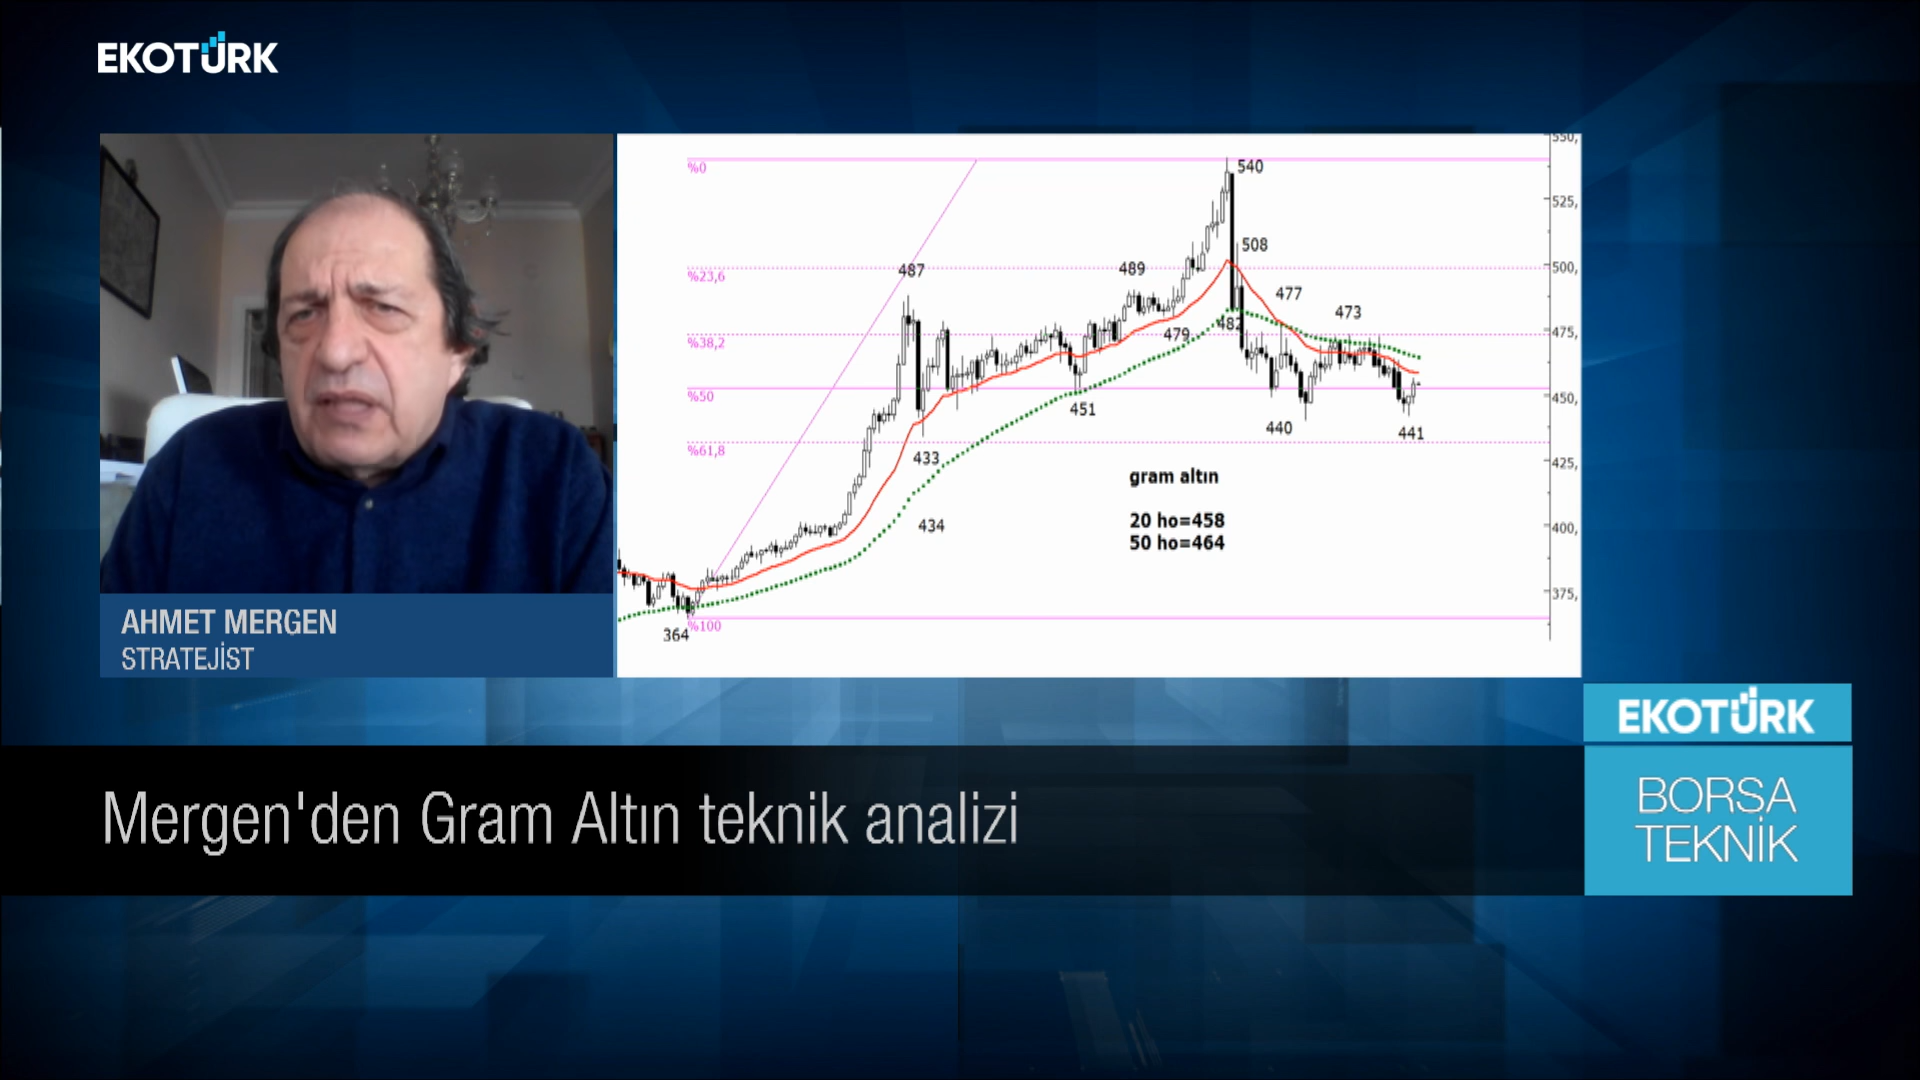 EKOTÜRK
%0
%23,6
%38,2
%50
%61,8
%100
540
508
487
489
477
473
479
482
451
440
441
433
434
364
gram altın
20 ho=458
50 ho=464
550,
525,
500,
475,
450,
425,
400,
375,
AHMET MERGEN
STRATEJİST
EKOTÜRK
BORSA
TEKNİK
Mergen'den Gram Altın teknik analizi